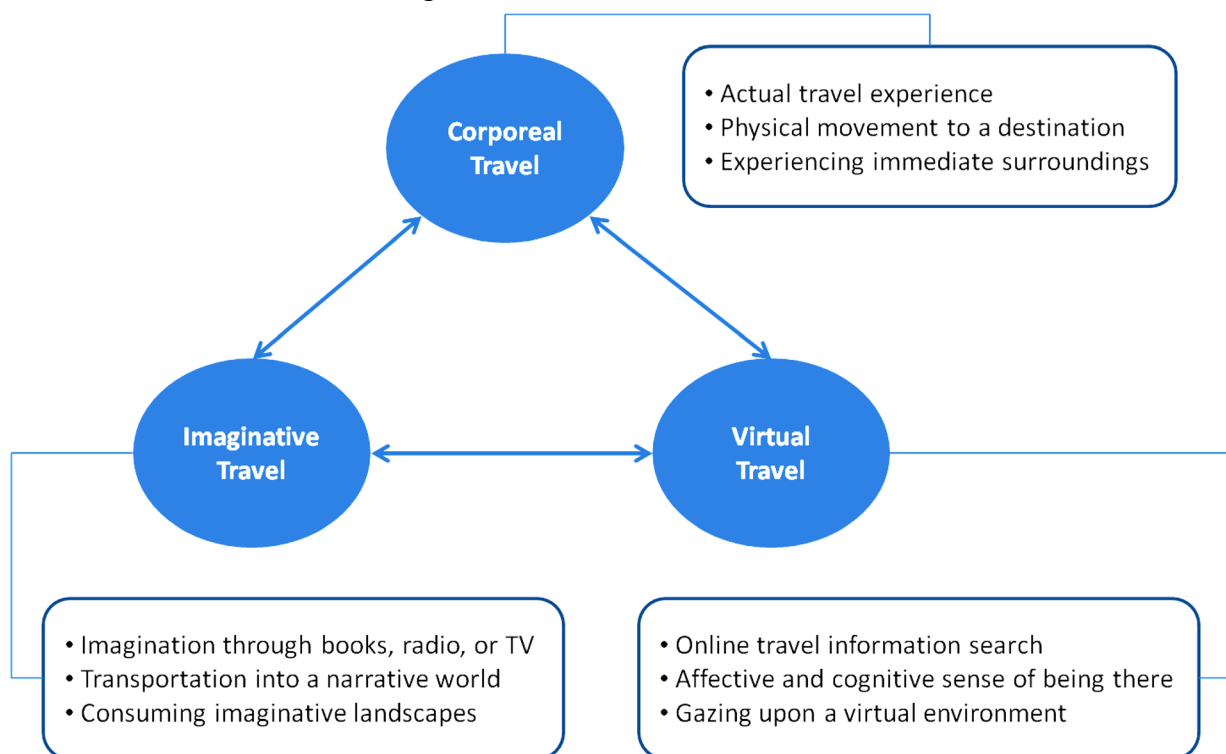 Corporeal
Travel
• Actual travel experience
• Physical movement to a destination
• Experiencing immediate surroundings
Imaginative
Travel
Virtual
Travel
• Imagination through books, radio, or TV
• Transportation into a narrative world
• Consuming imaginative landscapes
• Online travel information search
• Affective and cognitive sense of being there
• Gazing upon a virtual environment